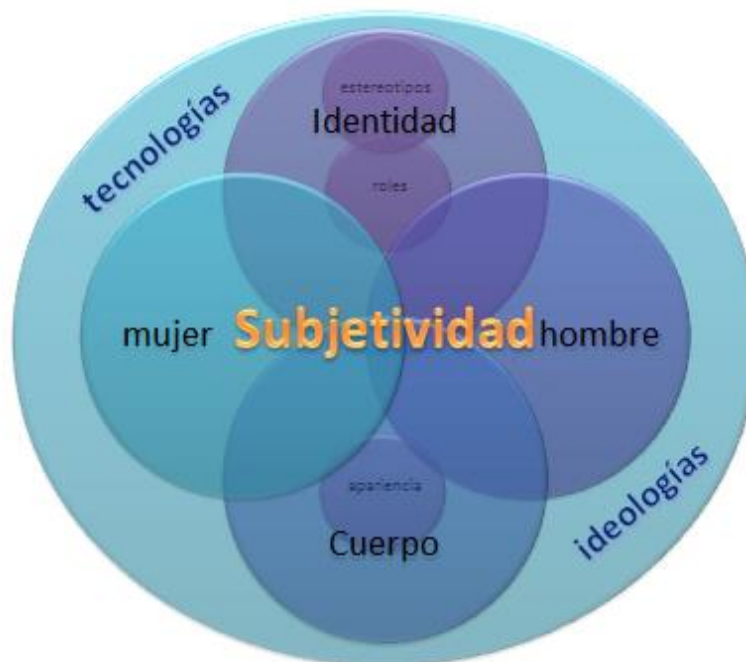 tecnologías
estereotipos
Identidad
roles
mujer Subjetividad hombre
apariencia
Cuerpo
ideologías